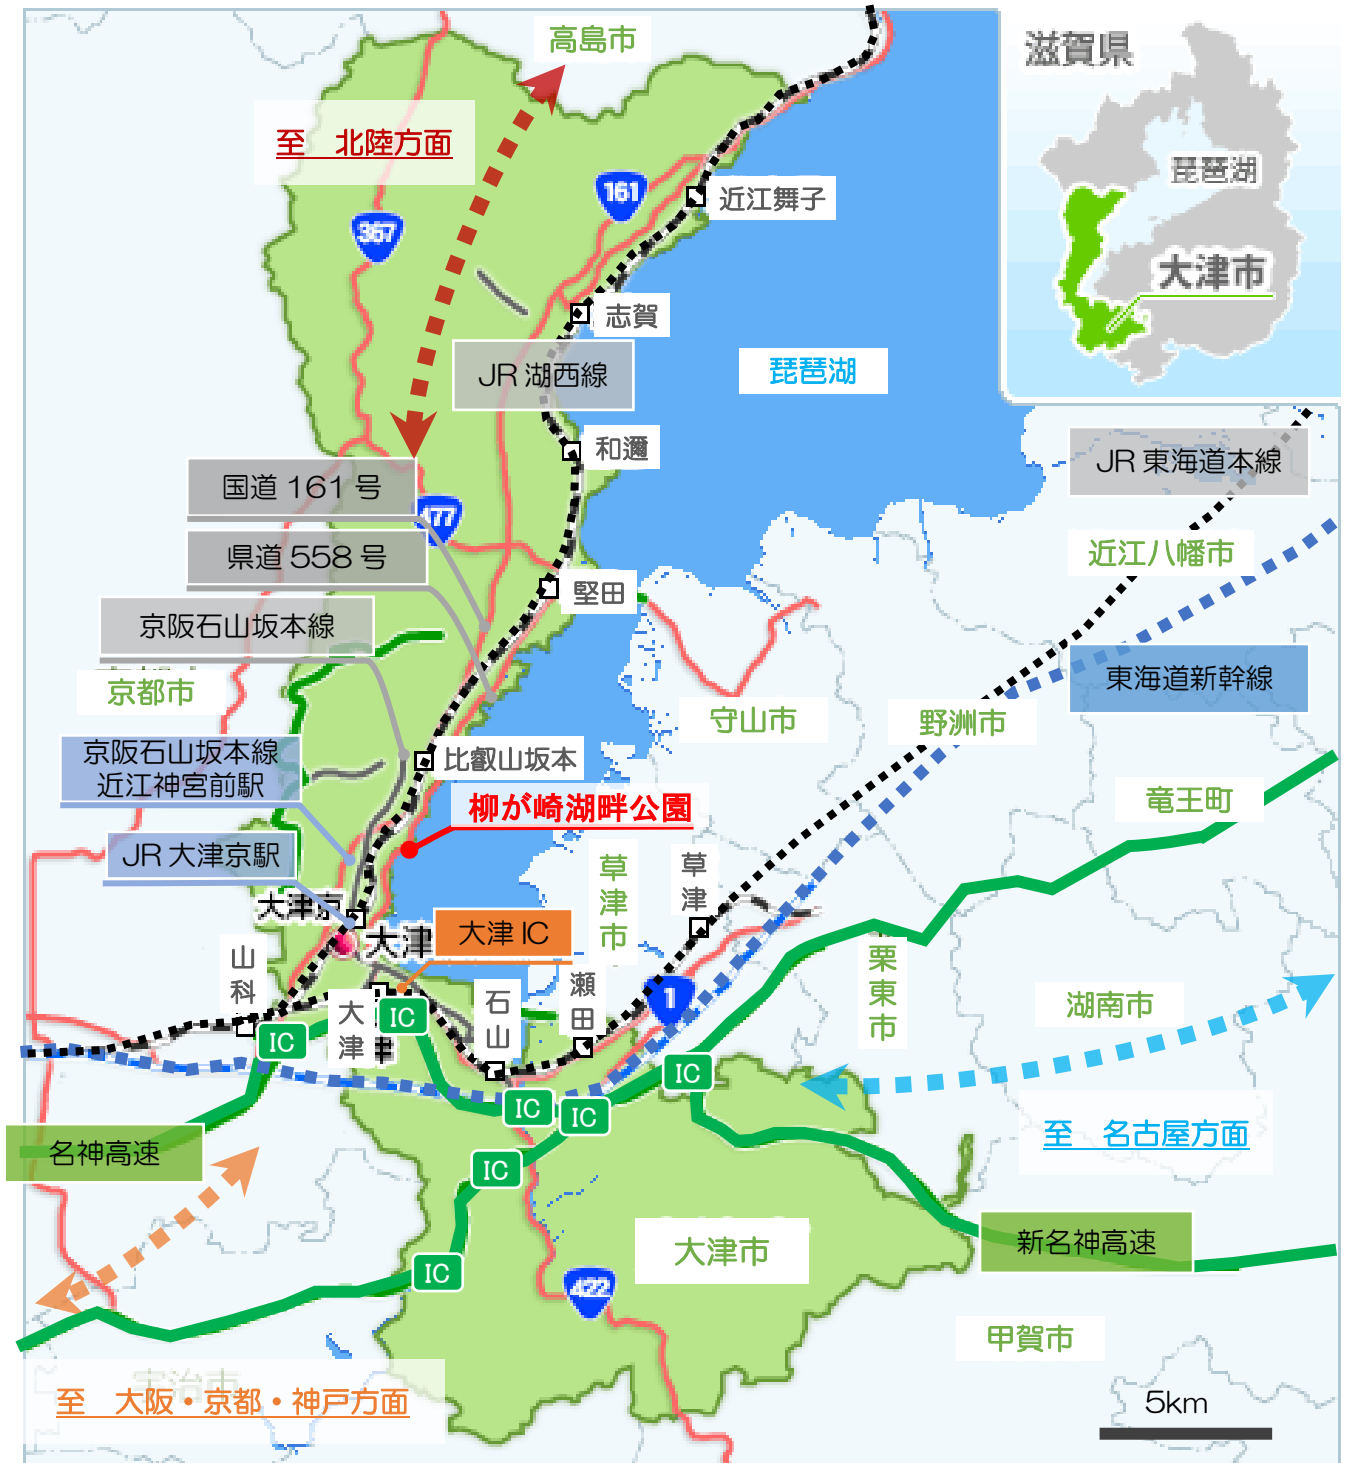 高島市
滋賀県
至　北陸方面
琵琶湖
161
近江舞子
367
大津市
志賀
JR 湖西線
琵琶湖
和邇
JR 東海道本線
国道 161 号
477
近江八幡市
県道 558 号
堅田
京阪石山坂本線
東海道新幹線
京都市
守山市
野洲市
京阪石山坂本線
近江神宮前駅
比叡山坂本
竜王町
柳が崎湖畔公園
JR 大津京駅
草津市
草津
大津京
大津
大津 IC
山科
栗東市
瀬田
石山
1
湖南市
大津
IC
IC
IC
IC
IC
IC
IC
至　名古屋方面
名神高速
大津市
新名神高速
422
甲賀市
宇治市
至　大阪・京都・神戸方面
5km